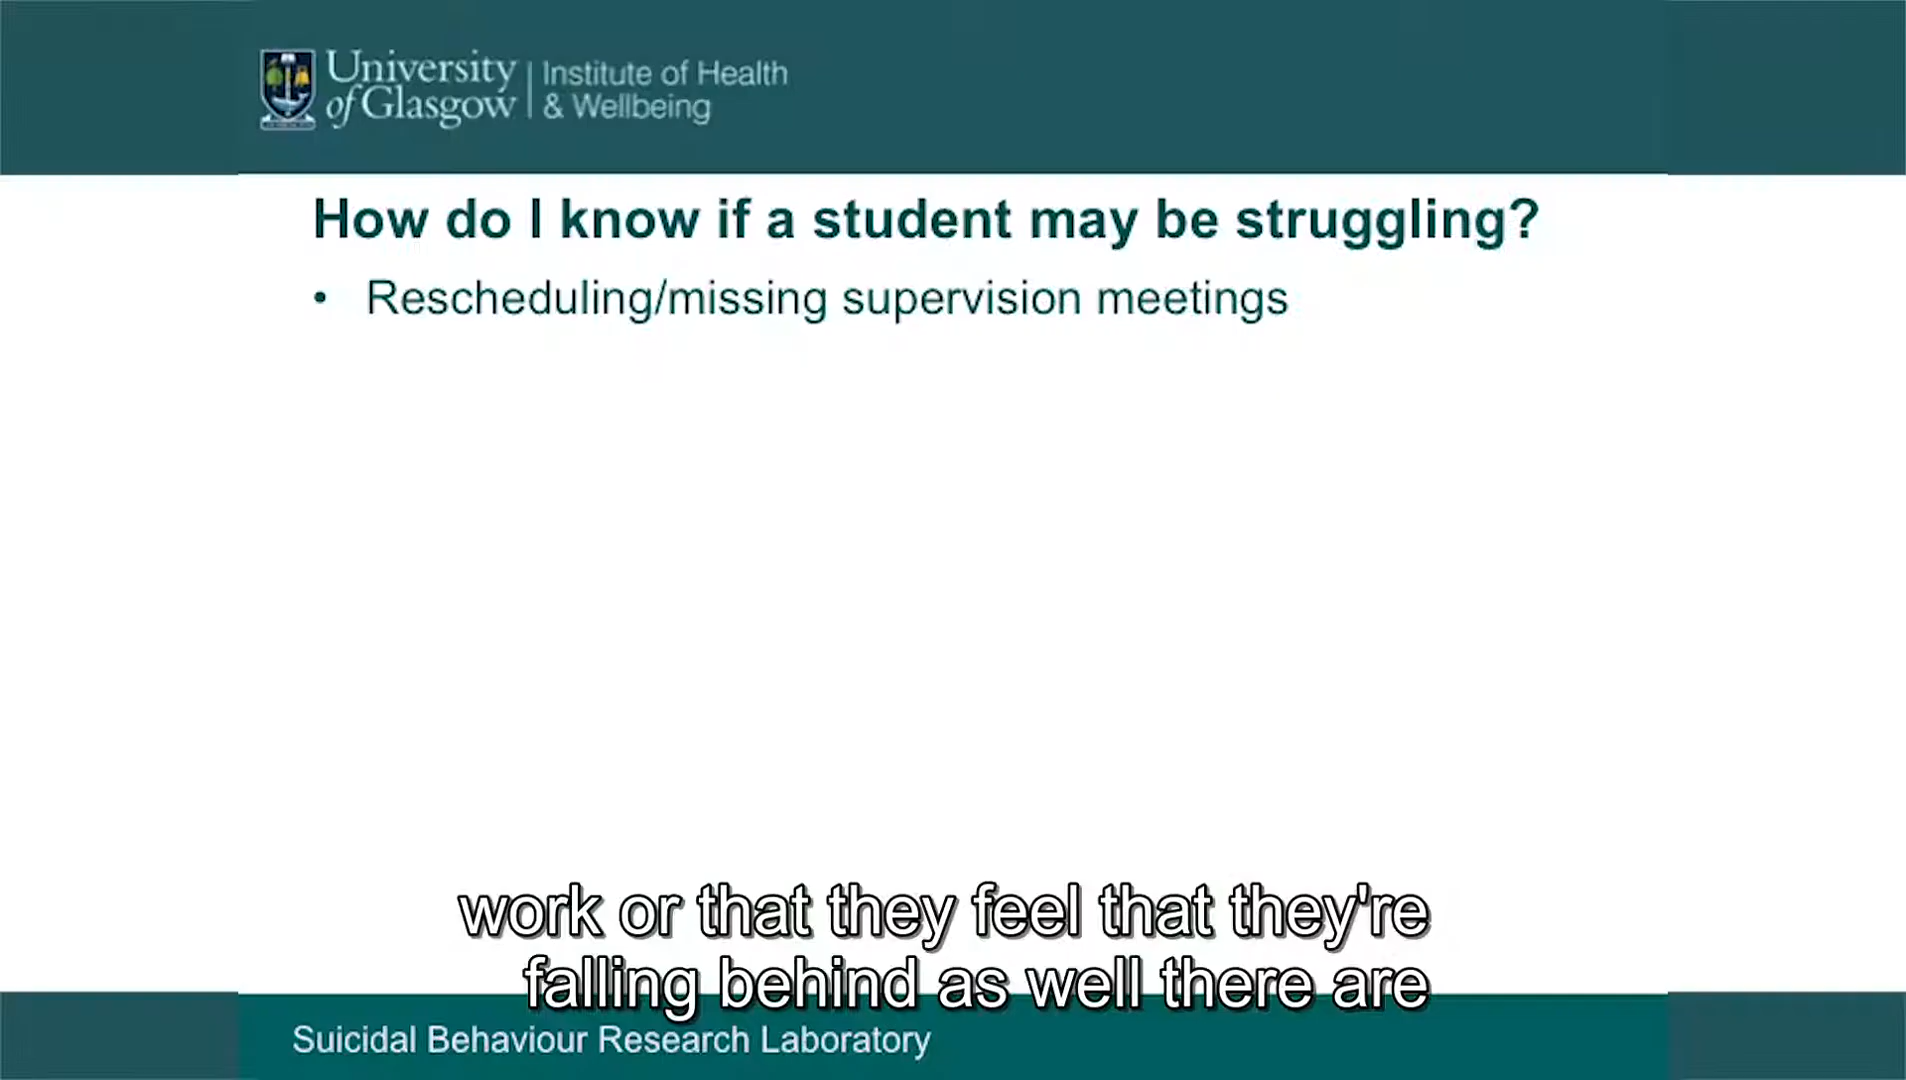 University of Glasgow
Institute of Health & Wellbeing
How do I know if a student may be struggling?
• Rescheduling/missing supervision meetings
work or that they feel that they're
falling behind as well there are
Suicidal Behaviour Research Laboratory